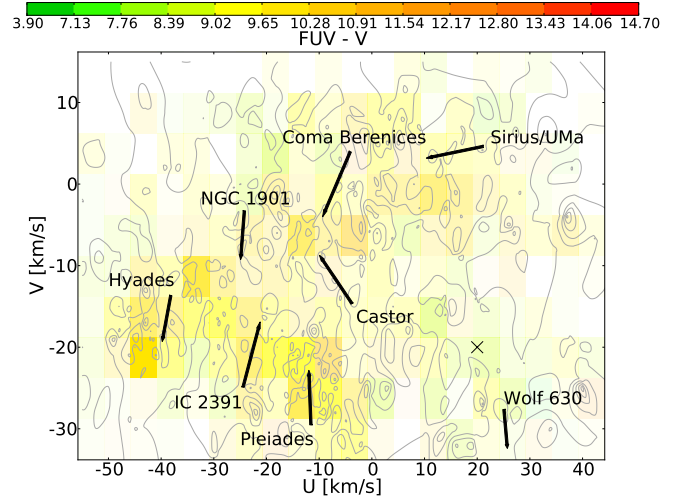 3.90 7.13 7.76 8.39 9.02 9.65 10.28 10.91 11.54 12.17 12.80 13.43 14.06 14.70
FUV - V
10
Coma Berenices Sirius/UMa
0
NGC 1901
V [km/s]
-10
Hyades
Castor
-20
IC 2391 Wolf 630
-30
Pleiades
-50 -40 -30 -20 -10 0 10 20 30 40
U [km/s]